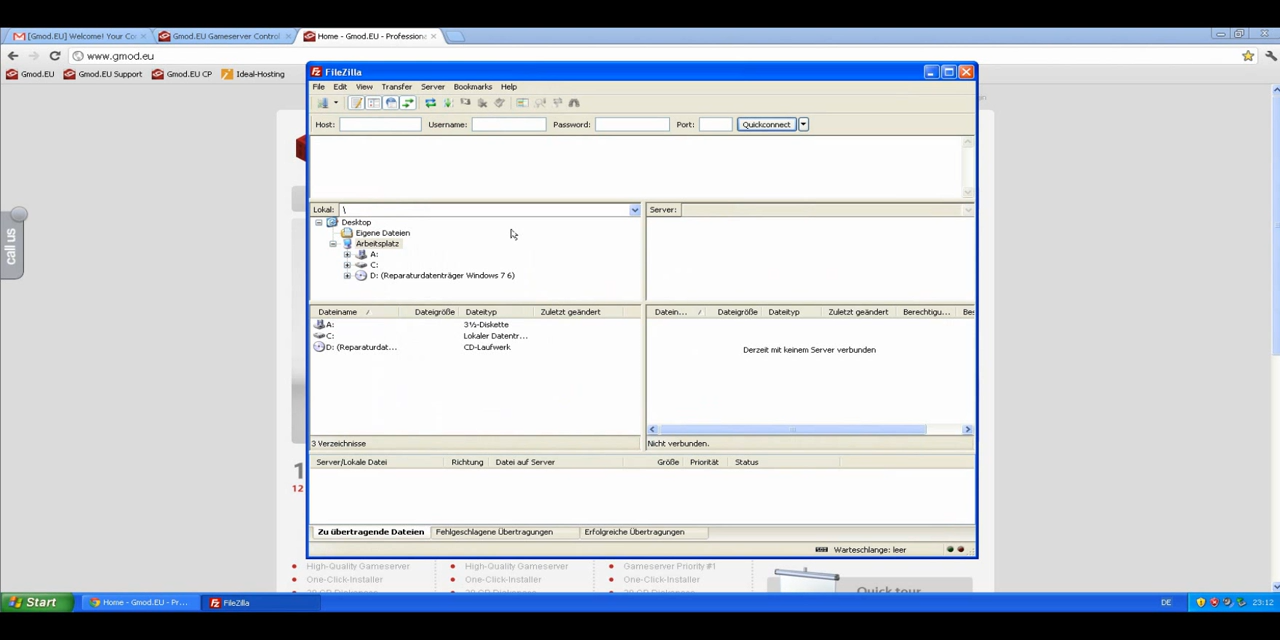 [Gmod.EU] Welcome! Your Co
Gmod.EU Gameserver Control
Home - Gmod.EU - Profession
www.gmod.eu
Gmod.EU
Gmod.EU Support
Gmod.EU CP
Ideal-Hosting
FileZilla
File Edit View Transfer Server Bookmarks Help
Host: Username: Password: Port: Quickconnect
Lokal: \
Server:
Desktop
Eigene Dateien
Arbeitsplatz
A:
C:
D: (Reparaturdatenträger Windows 7 6)
Dateiname / Dateigröße Dateityp Zuletzt geändert
A: 3½-Diskette
C: Lokaler Datentr...
D: (Reparaturdat... CD-Laufwerk
3 Verzeichnisse
Datein... / Dateigröße Dateityp Zuletzt geändert Berechtigu... Bes
Derzeit mit keinem Server verbunden
Nicht verbunden.
Server/Lokale Datei Richtung Datei auf Server Größe Priorität Status
Zu übertragende Dateien Fehlgeschlagene Übertragungen Erfolgreiche Übertragungen
Warteschlange: leer
call us
1
12
High-Quality Gameserver
One-Click-Installer
High-Quality Gameserver
One-Click-Installer
Gameserver Priority #1
One-Click-Installer
Quick tour
Start
Home - Gmod.EU - Pr...
FileZilla
DE
23:12